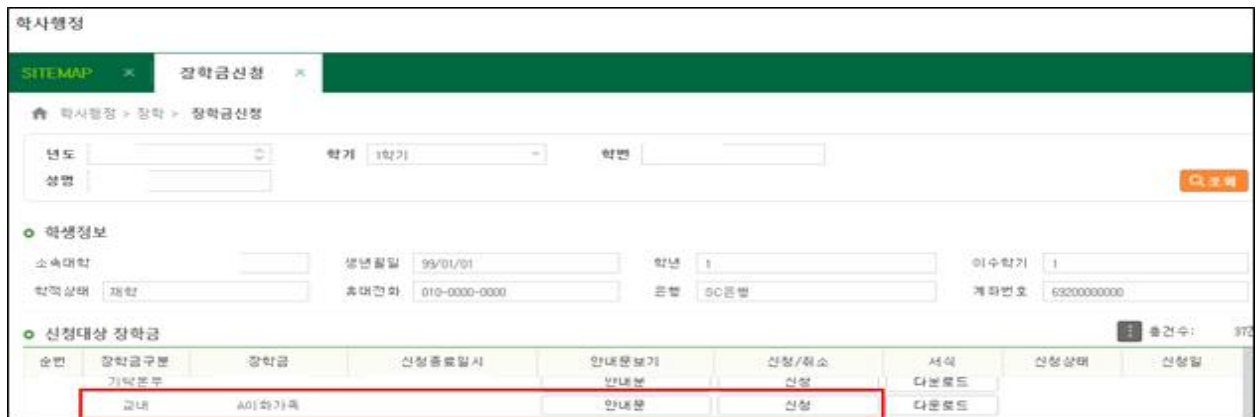 학사행정
SITEMAP × 장학금신청 ×
학사행정 > 장학 > 장학금신청
년도 학기 1학기 학번
성명 조회
학생정보
소속대학 생년월일 99/01/01 학년 1 이수학기 1
학적상태 재학 휴대전화 010-0000-0000 은행 SC은행 계좌번호 69200000000
신청대상 장학금 총건수:
순번 장학금구분 장학금 신청종료일시 안내문보기 신청/취소 서식 신청상태 신청일
안내문 신청 다운로드
교내 A이화가족 안내문 신청 다운로드